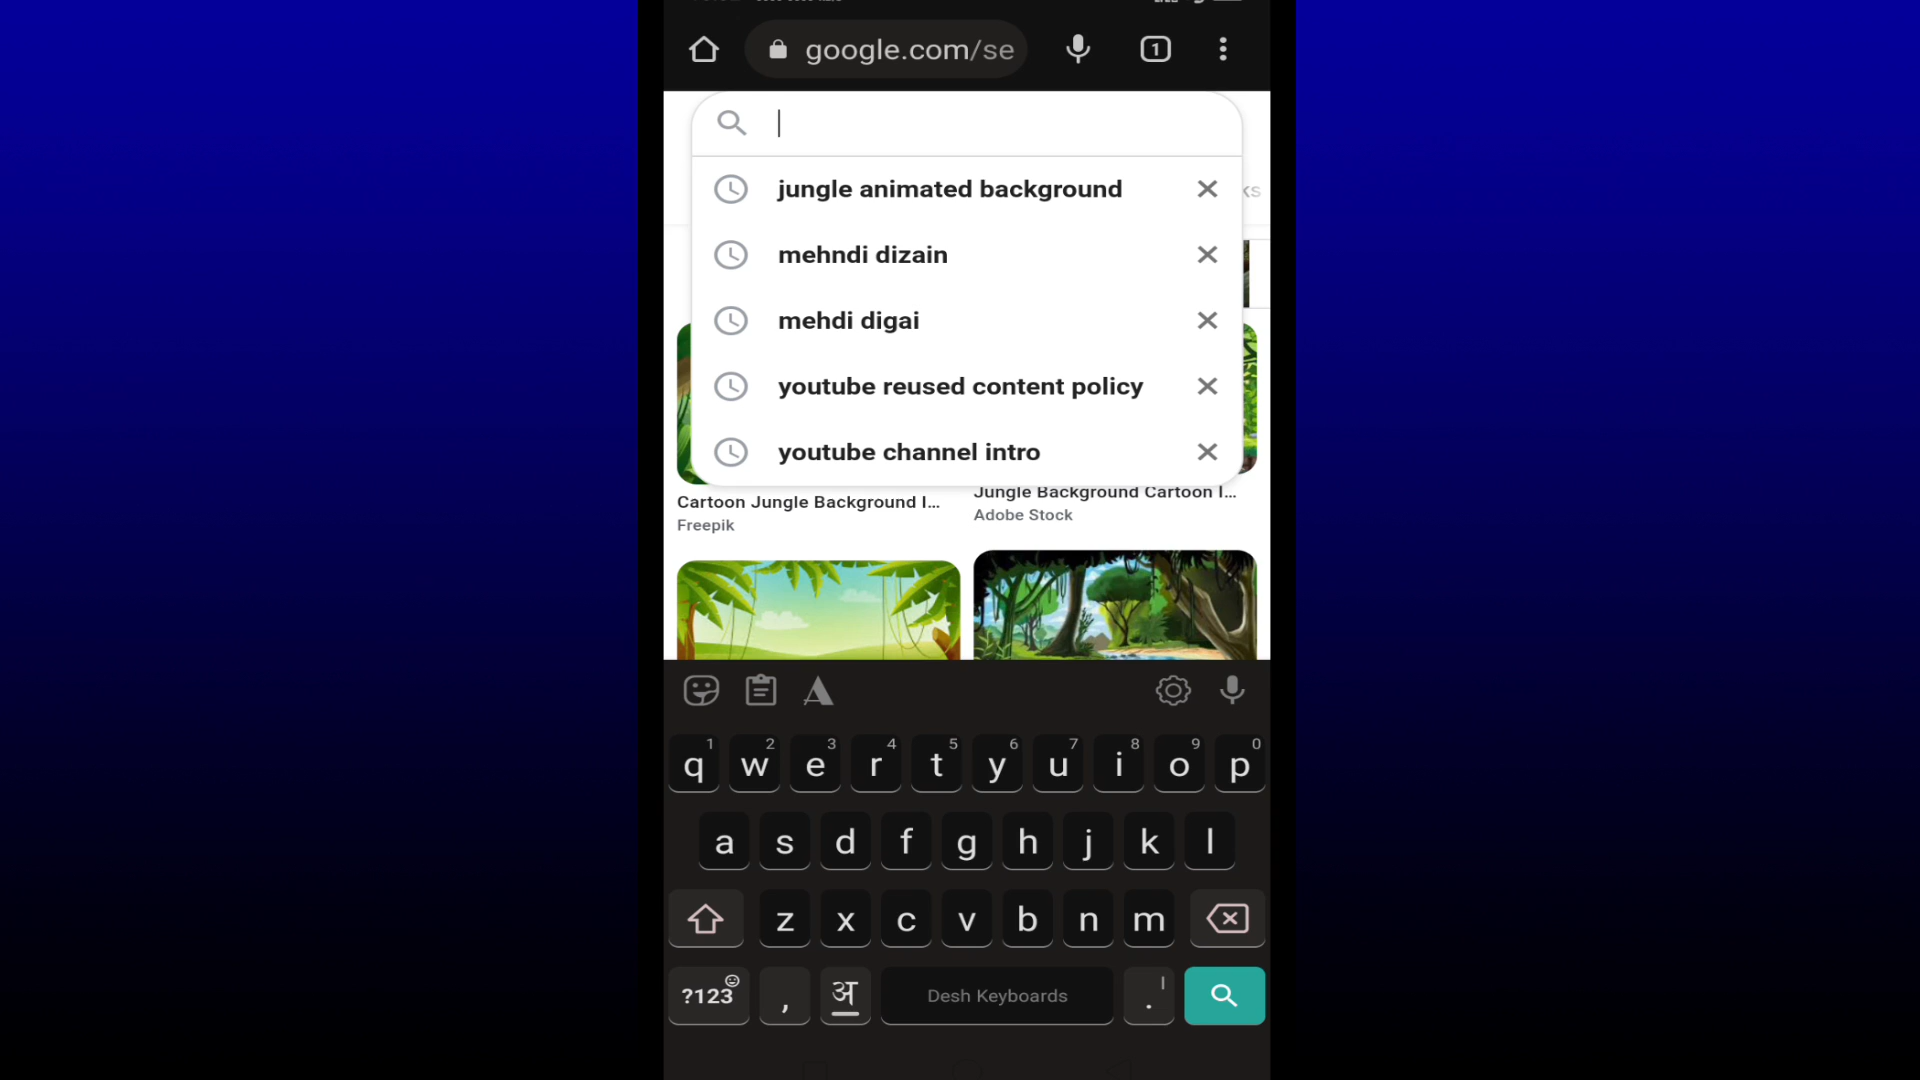 google.com/se
1
jungle animated background
ks
mehndi dizain
mehdi digai
youtube reused content policy
youtube channel intro
Cartoon Jungle Background I...
Freepik
Jungle Background Cartoon I...
Adobe Stock
1 2 3 4 5 6 7 8 9 0
q w e r t y u i o p
a s d f g h j k l
z x c v b n m
?123 , अ Desh Keyboards . |